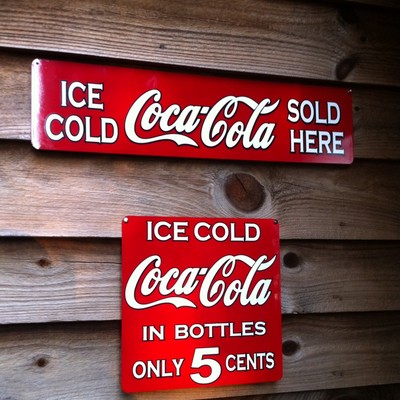 ICE COLD Coca-Cola SOLD HERE
ICE COLD
Coca-Cola
IN BOTTLES
ONLY 5 CENTS